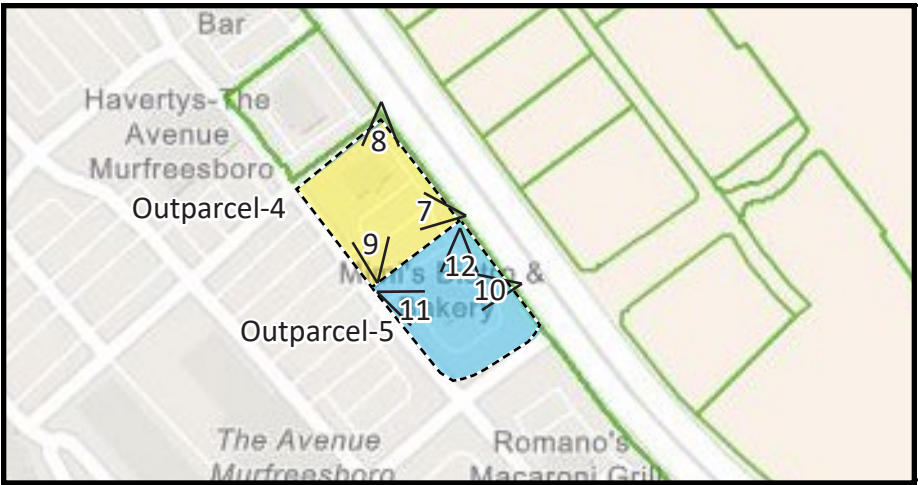 Bar
Havertys-The
Avenue
Murfreesboro
8
Outparcel-4
7
9
12
10
11
Bistro &
Outparcel-5
The Avenue
Murfreesboro
Romano's
Macaroni Grill